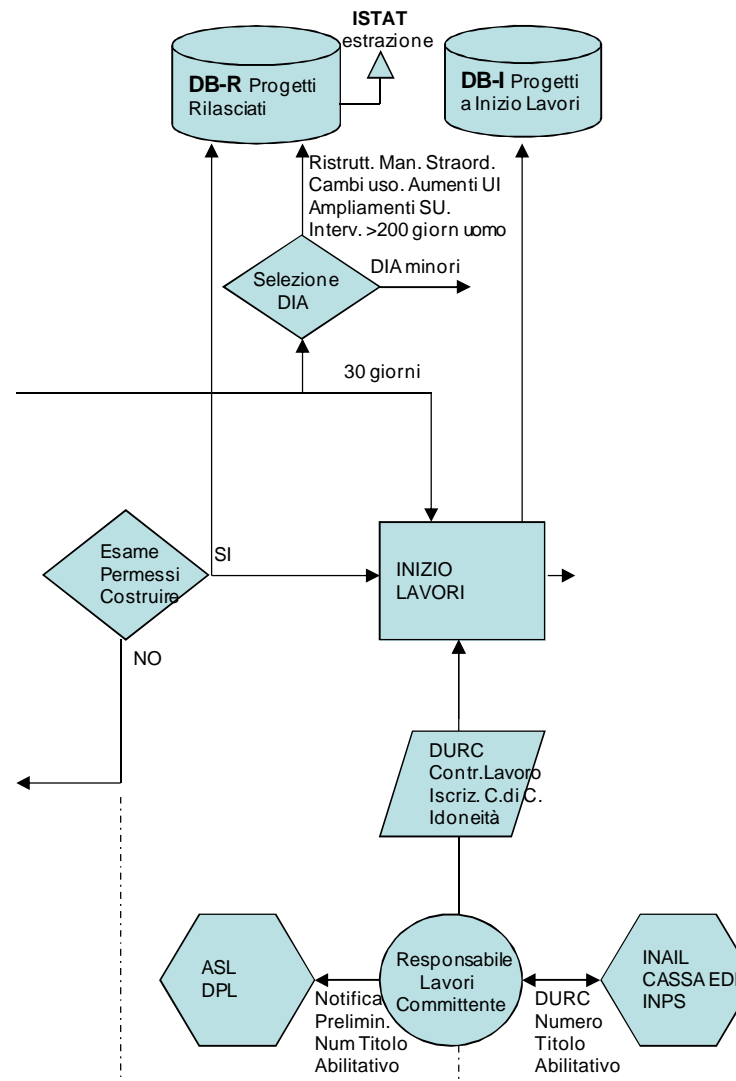 ISTAT
estrazione
DB-R Progetti
Rilasciati
DB-I Progetti
a Inizio Lavori
Ristrutt. Man. Straord.
Cambi uso. Aumenti UI
Ampliamenti SU.
Interv. >200 giorn uomo
Selezione
DIA
DIA minori
30 giorni
Esame
Permessi
Costruire
SI
NO
INIZIO
LAVORI
DURC
Contr.Lavoro
Iscriz. C.di C.
Idoneità
ASL
DPL
Notifica
Prelimin.
Num Titolo
Abilitativo
Responsabile
Lavori
Committente
DURC
Numero
Titolo
Abilitativo
INAIL
CASSA EDI
INPS